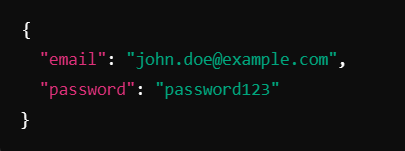 {
  "email": "john.doe@example.com",
  "password": "password123"
}